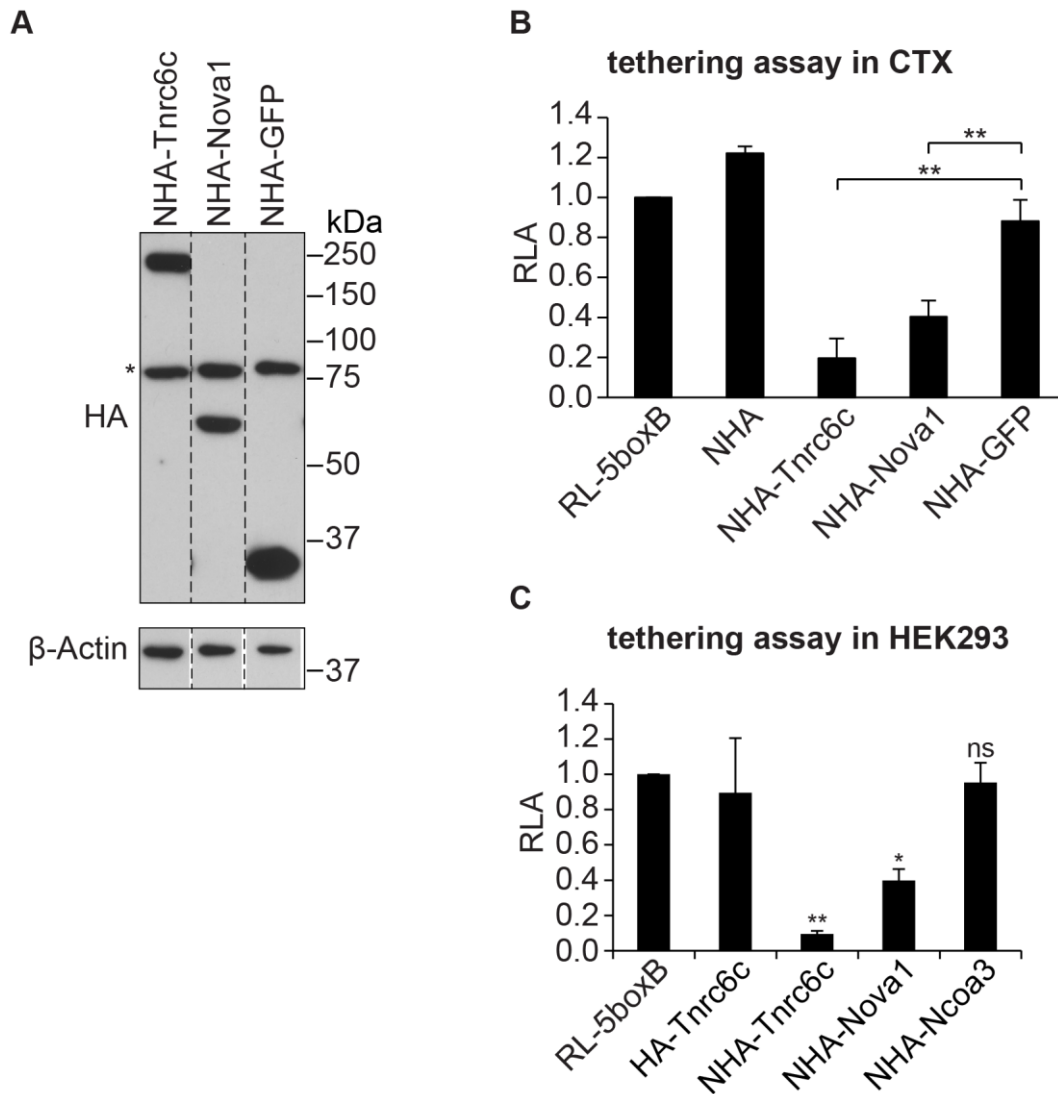 A
NHA-Tnrc6c
NHA-Nova1
NHA-GFP
kDa
–250
–150
–100
*
–75
HA
–50
–37
β-Actin
–37
B
tethering assay in CTX
RLA
1.4
1.2
1.0
0.8
0.6
0.4
0.2
0.0
**
**
RL-5boxB
NHA
NHA-Tnrc6c
NHA-Nova1
NHA-GFP
C
tethering assay in HEK293
RLA
1.4
1.2
1.0
0.8
0.6
0.4
0.2
0.0
**
*
ns
RL-5boxB
HA-Tnrc6c
NHA-Tnrc6c
NHA-Nova1
NHA-Ncoa3